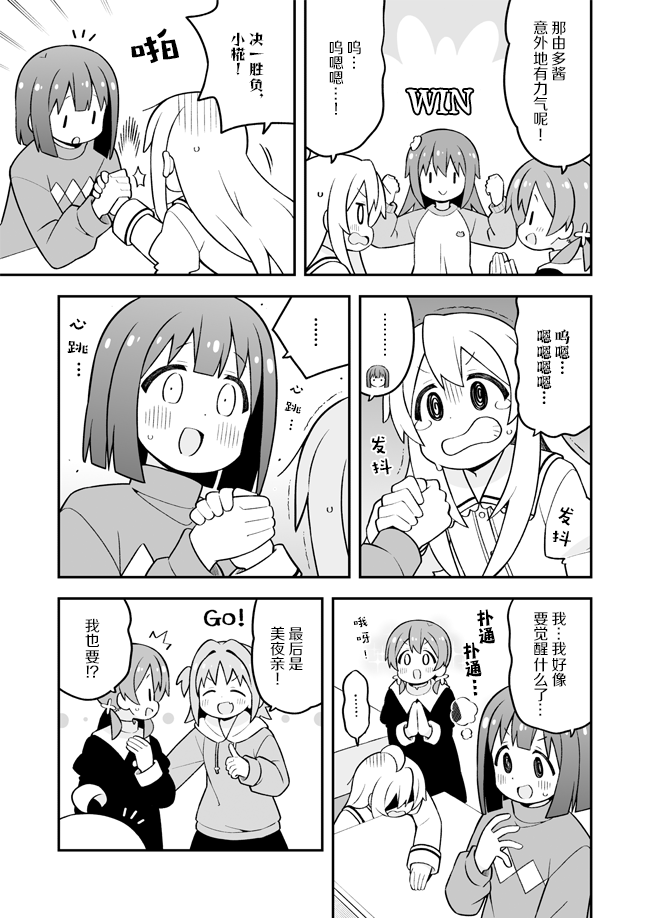 那由多酱
意外地有力气呢！
WIN
呜…
呜嗯嗯…！
决一胜负，
小椛！
啪
呜嗯…
嗯嗯嗯嗯…
……
发抖
发抖
……
心跳…
心跳…
我…我好像
要觉醒什么了…
扑通
扑通…
哦呀！
……
最后是
美夜亲！
Go!
我也要!?